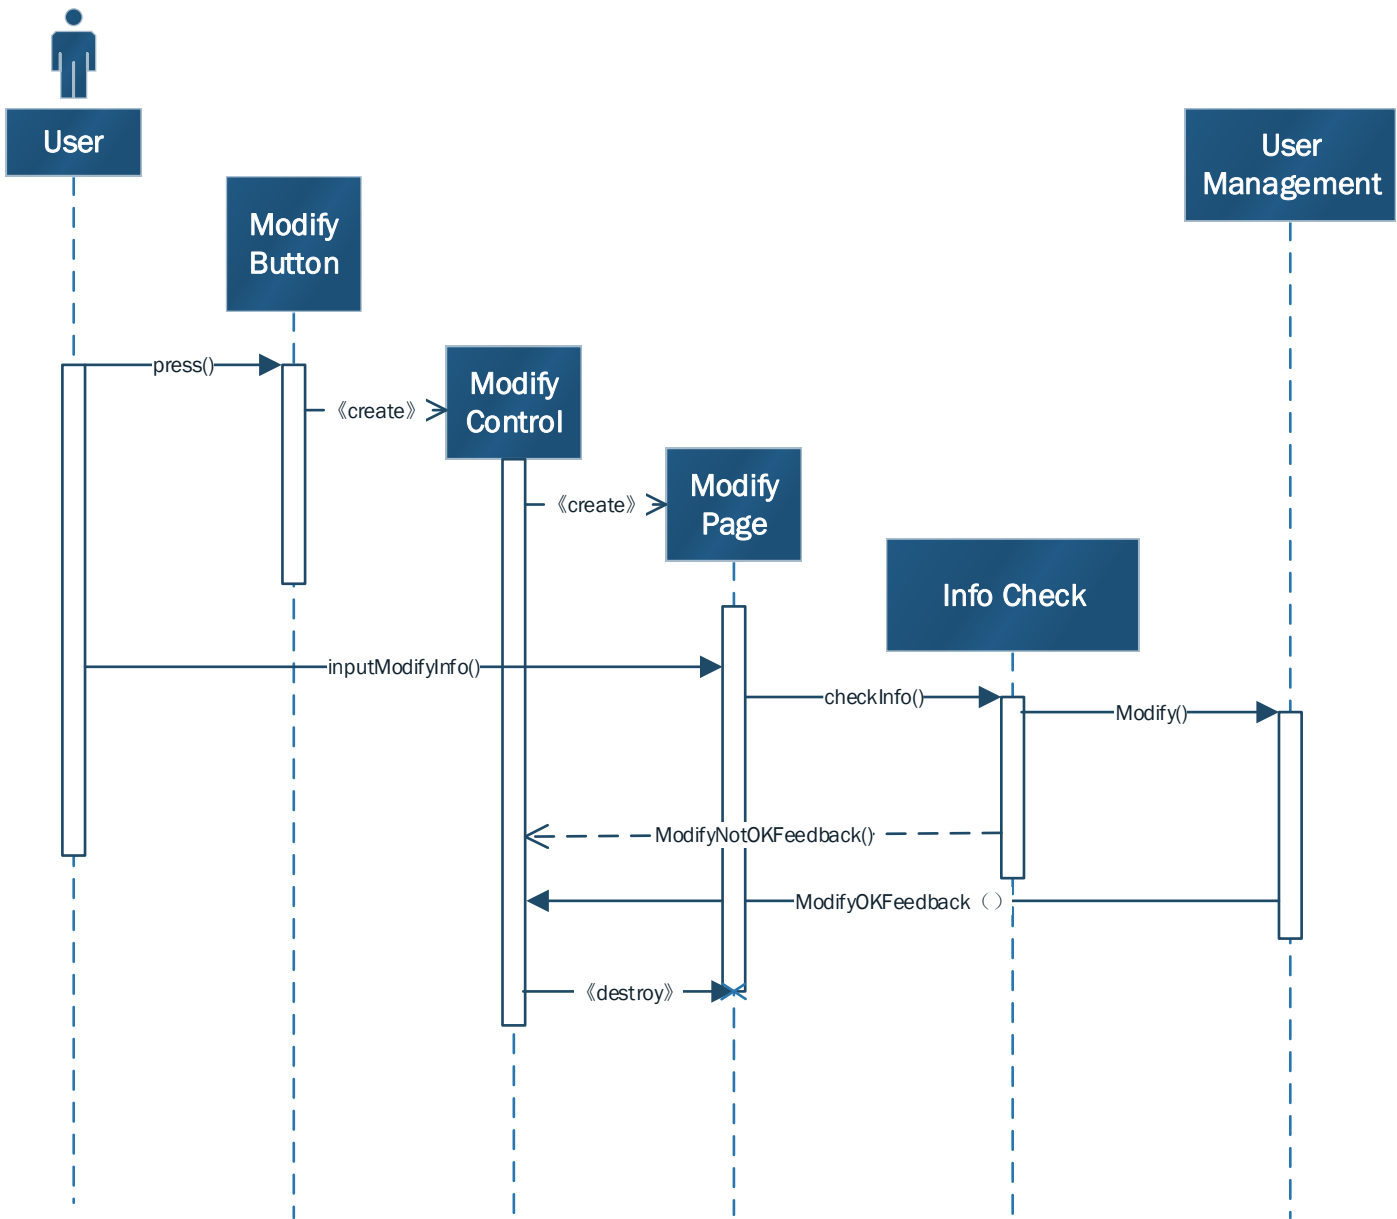 User
User
Management
Modify
Button
press()
Modify
Control
《create》
Modify
Page
《create》
Info Check
inputModifyInfo()
checkInfo()
Modify()
ModifyNotOKFeedback()
ModifyOKFeedback（）
《destroy》